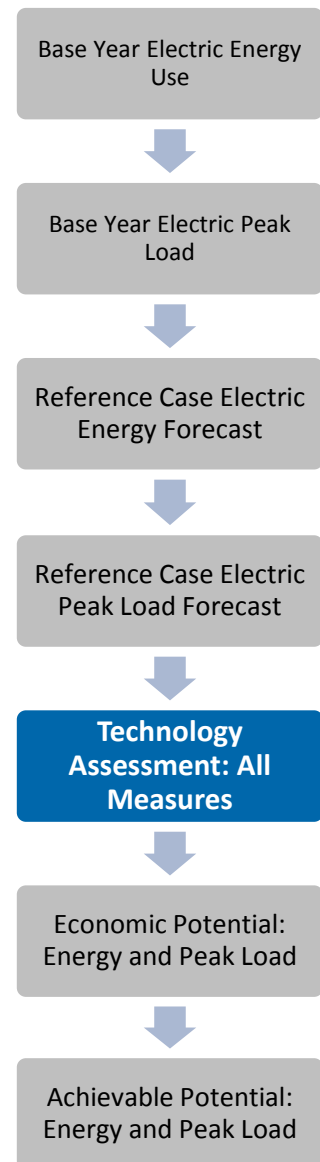 Base Year Electric Energy
Use
Base Year Electric Peak
Load
Reference Case Electric
Energy Forecast
Reference Case Electric
Peak Load Forecast
Technology
Assessment: All
Measures
Economic Potential:
Energy and Peak Load
Achievable Potential:
Energy and Peak Load